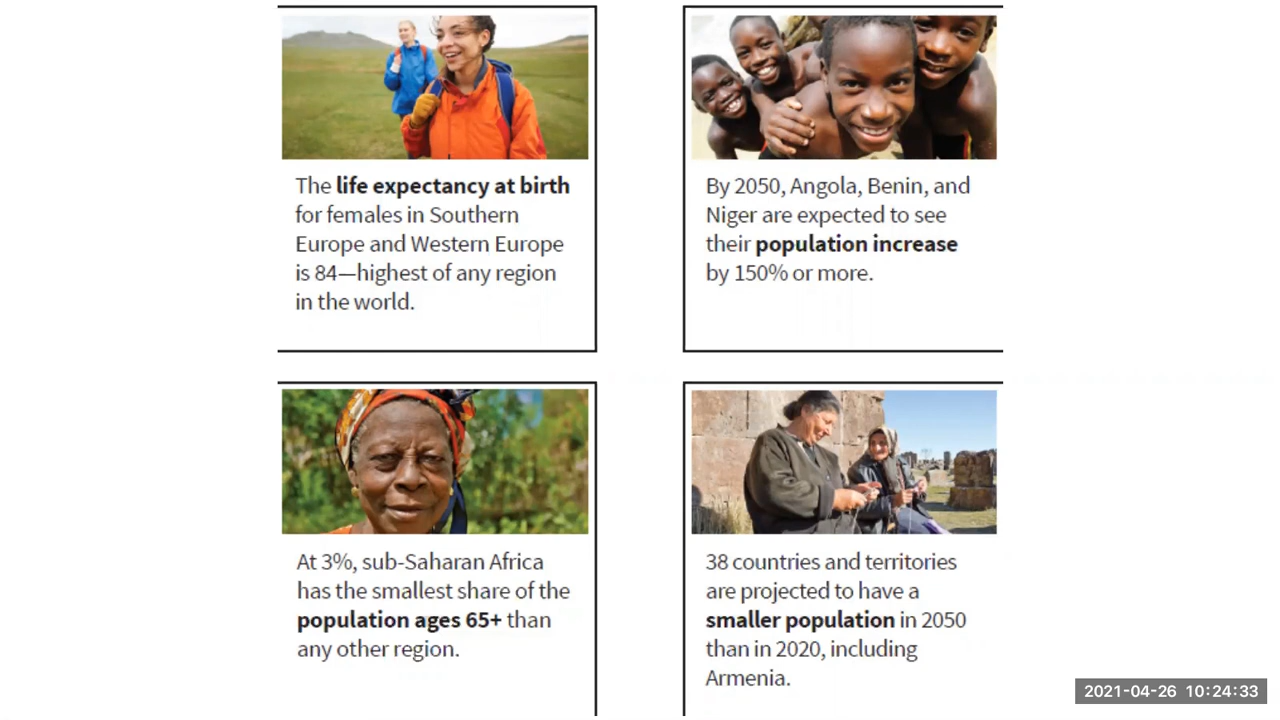 The life expectancy at birth
for females in Southern
Europe and Western Europe
is 84—highest of any region
in the world.
By 2050, Angola, Benin, and
Niger are expected to see
their population increase
by 150% or more.
At 3%, sub-Saharan Africa
has the smallest share of the
population ages 65+ than
any other region.
38 countries and territories
are projected to have a
smaller population in 2050
than in 2020, including
Armenia.
2021-04-26 10:24:33